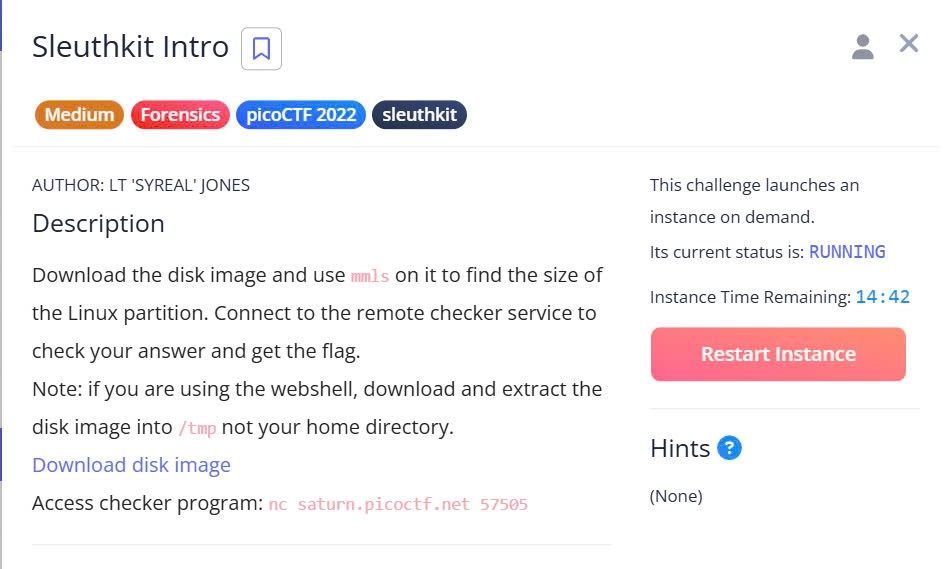 Sleuthkit Intro
Medium Forensics picoCTF 2022 sleuthkit
AUTHOR: LT 'SYREAL' JONES
Description
Download the disk image and use mmls on it to find the size of
the Linux partition. Connect to the remote checker service to
check your answer and get the flag.
Note: if you are using the webshell, download and extract the
disk image into /tmp not your home directory.
Download disk image
Access checker program: nc saturn.picoctf.net 57505
This challenge launches an
instance on demand.
Its current status is: RUNNING
Instance Time Remaining: 14:42
Restart Instance
Hints ?
(None)